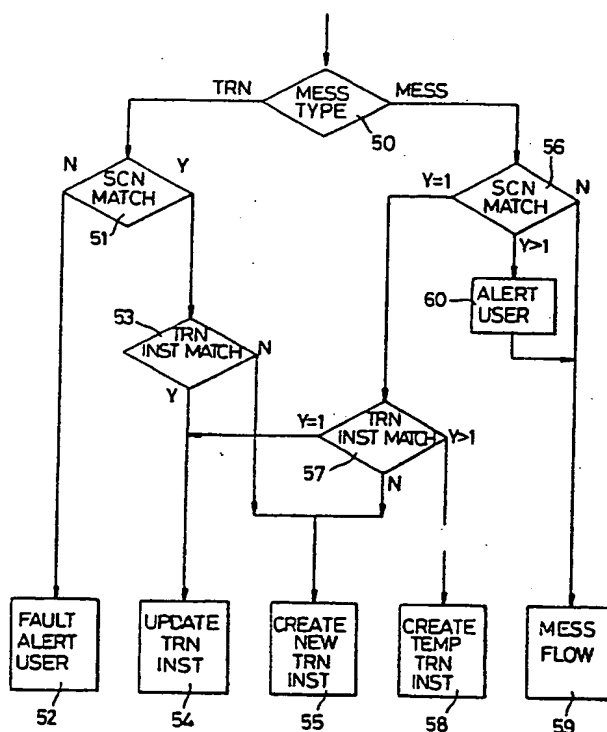 TRN
MESS
TYPE
MESS
50
N
SCN
MATCH
Y
51
56
Y=1
SCN
MATCH
N
Y>1
60
ALERT
USER
53
TRN
INST MATCH
N
Y
Y=1
TRN
INST MATCH
Y>1
57
N
FAULT
ALERT
USER
UPDATE
TRN
INST
CREATE
NEW
TRN
INST
CREATE
TEMP
TRN
INST
MESS
FLOW
52
54
55
58
59